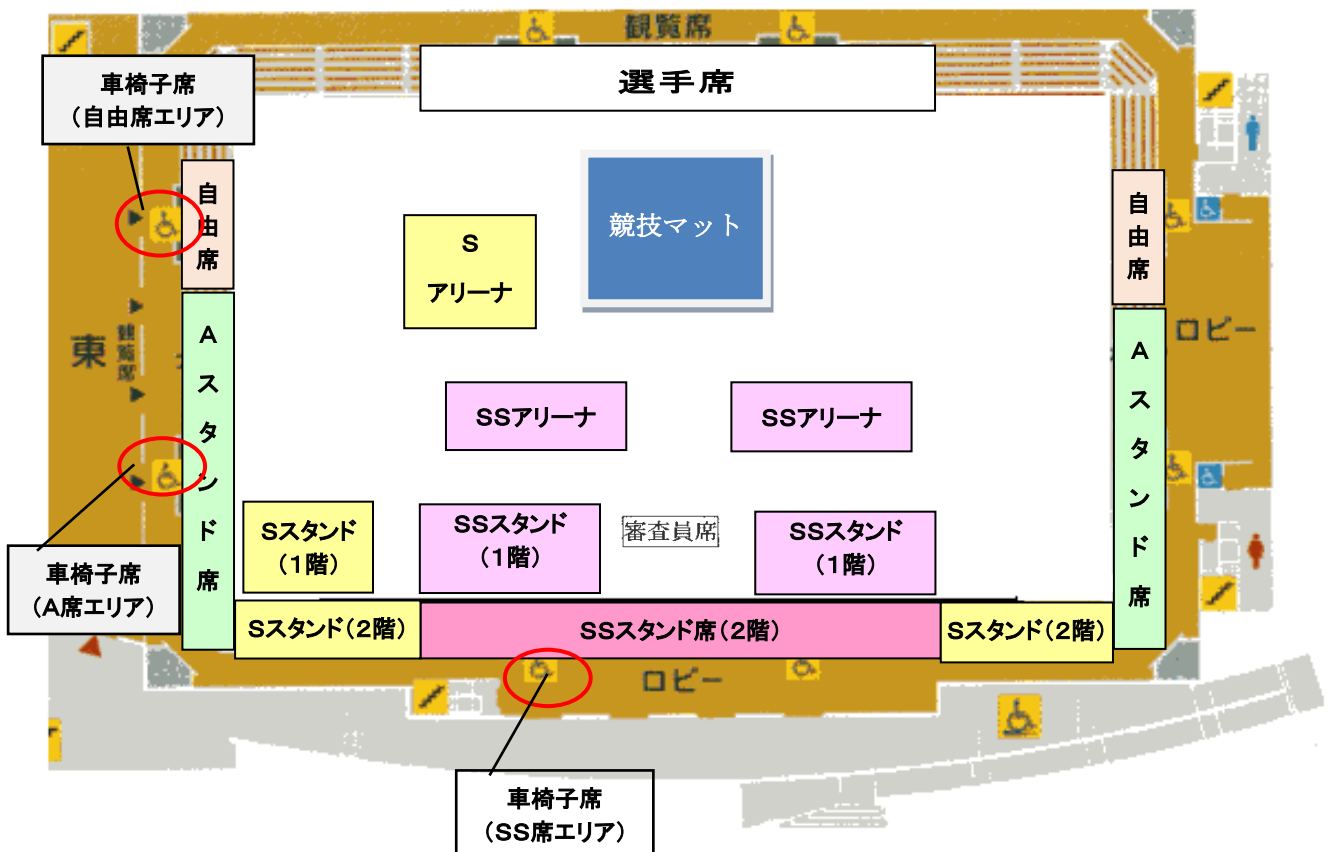 観覧席
選手席
車椅子席
（自由席エリア）
自由席
競技マット
S
アリーナ
自由席
東
観覧席
Aスタンド席
ロビー
Aスタンド席
SSアリーナ
SSアリーナ
Sスタンド
（1階）
SSスタンド
（1階）
審査員席
SSスタンド
（1階）
車椅子席
（A席エリア）
Sスタンド（2階）
SSスタンド席（2階）
Sスタンド（2階）
ロビー
車椅子席
（SS席エリア）